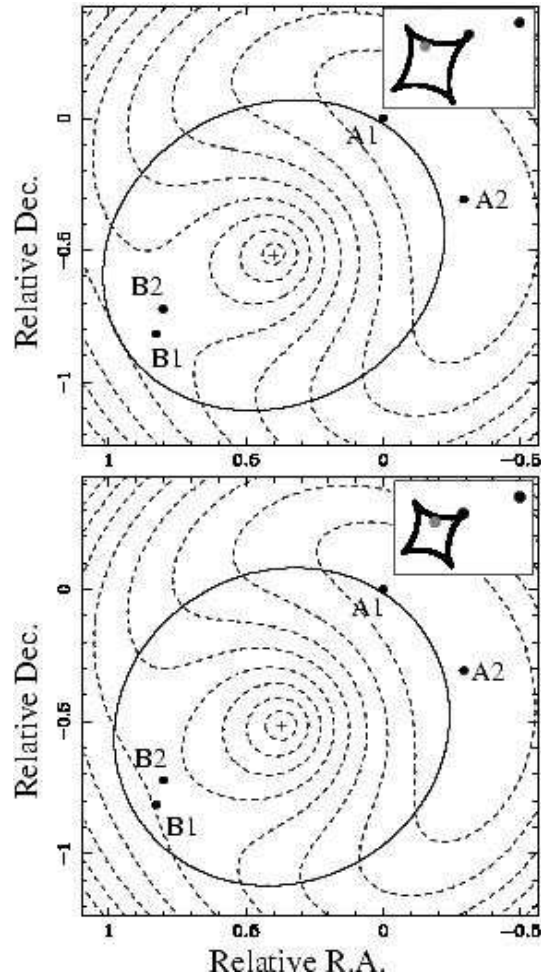 0
A1
A2
Relative Dec.
-0.5
B2
B1
-1
1
0.5
0
-0.5
0
A1
A2
Relative Dec.
-0.5
B2
B1
-1
1
0.5
0
-0.5
Relative R.A.